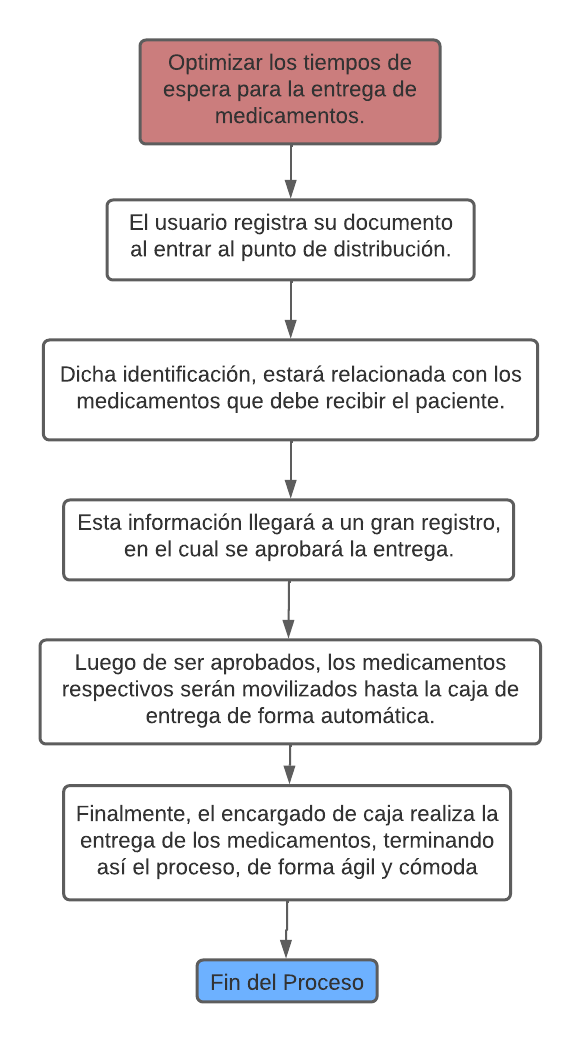 Optimizar los tiempos de
espera para la entrega de
medicamentos.
El usuario registra su documento
al entrar al punto de distribución.
Dicha identificación, estará relacionada con los
medicamentos que debe recibir el paciente.
Esta información llegará a un gran registro,
en el cual se aprobará la entrega.
Luego de ser aprobados, los medicamentos
respectivos serán movilizados hasta la caja de
entrega de forma automática.
Finalmente, el encargado de caja realiza la
entrega de los medicamentos, terminando
así el proceso, de forma ágil y cómoda
Fin del Proceso